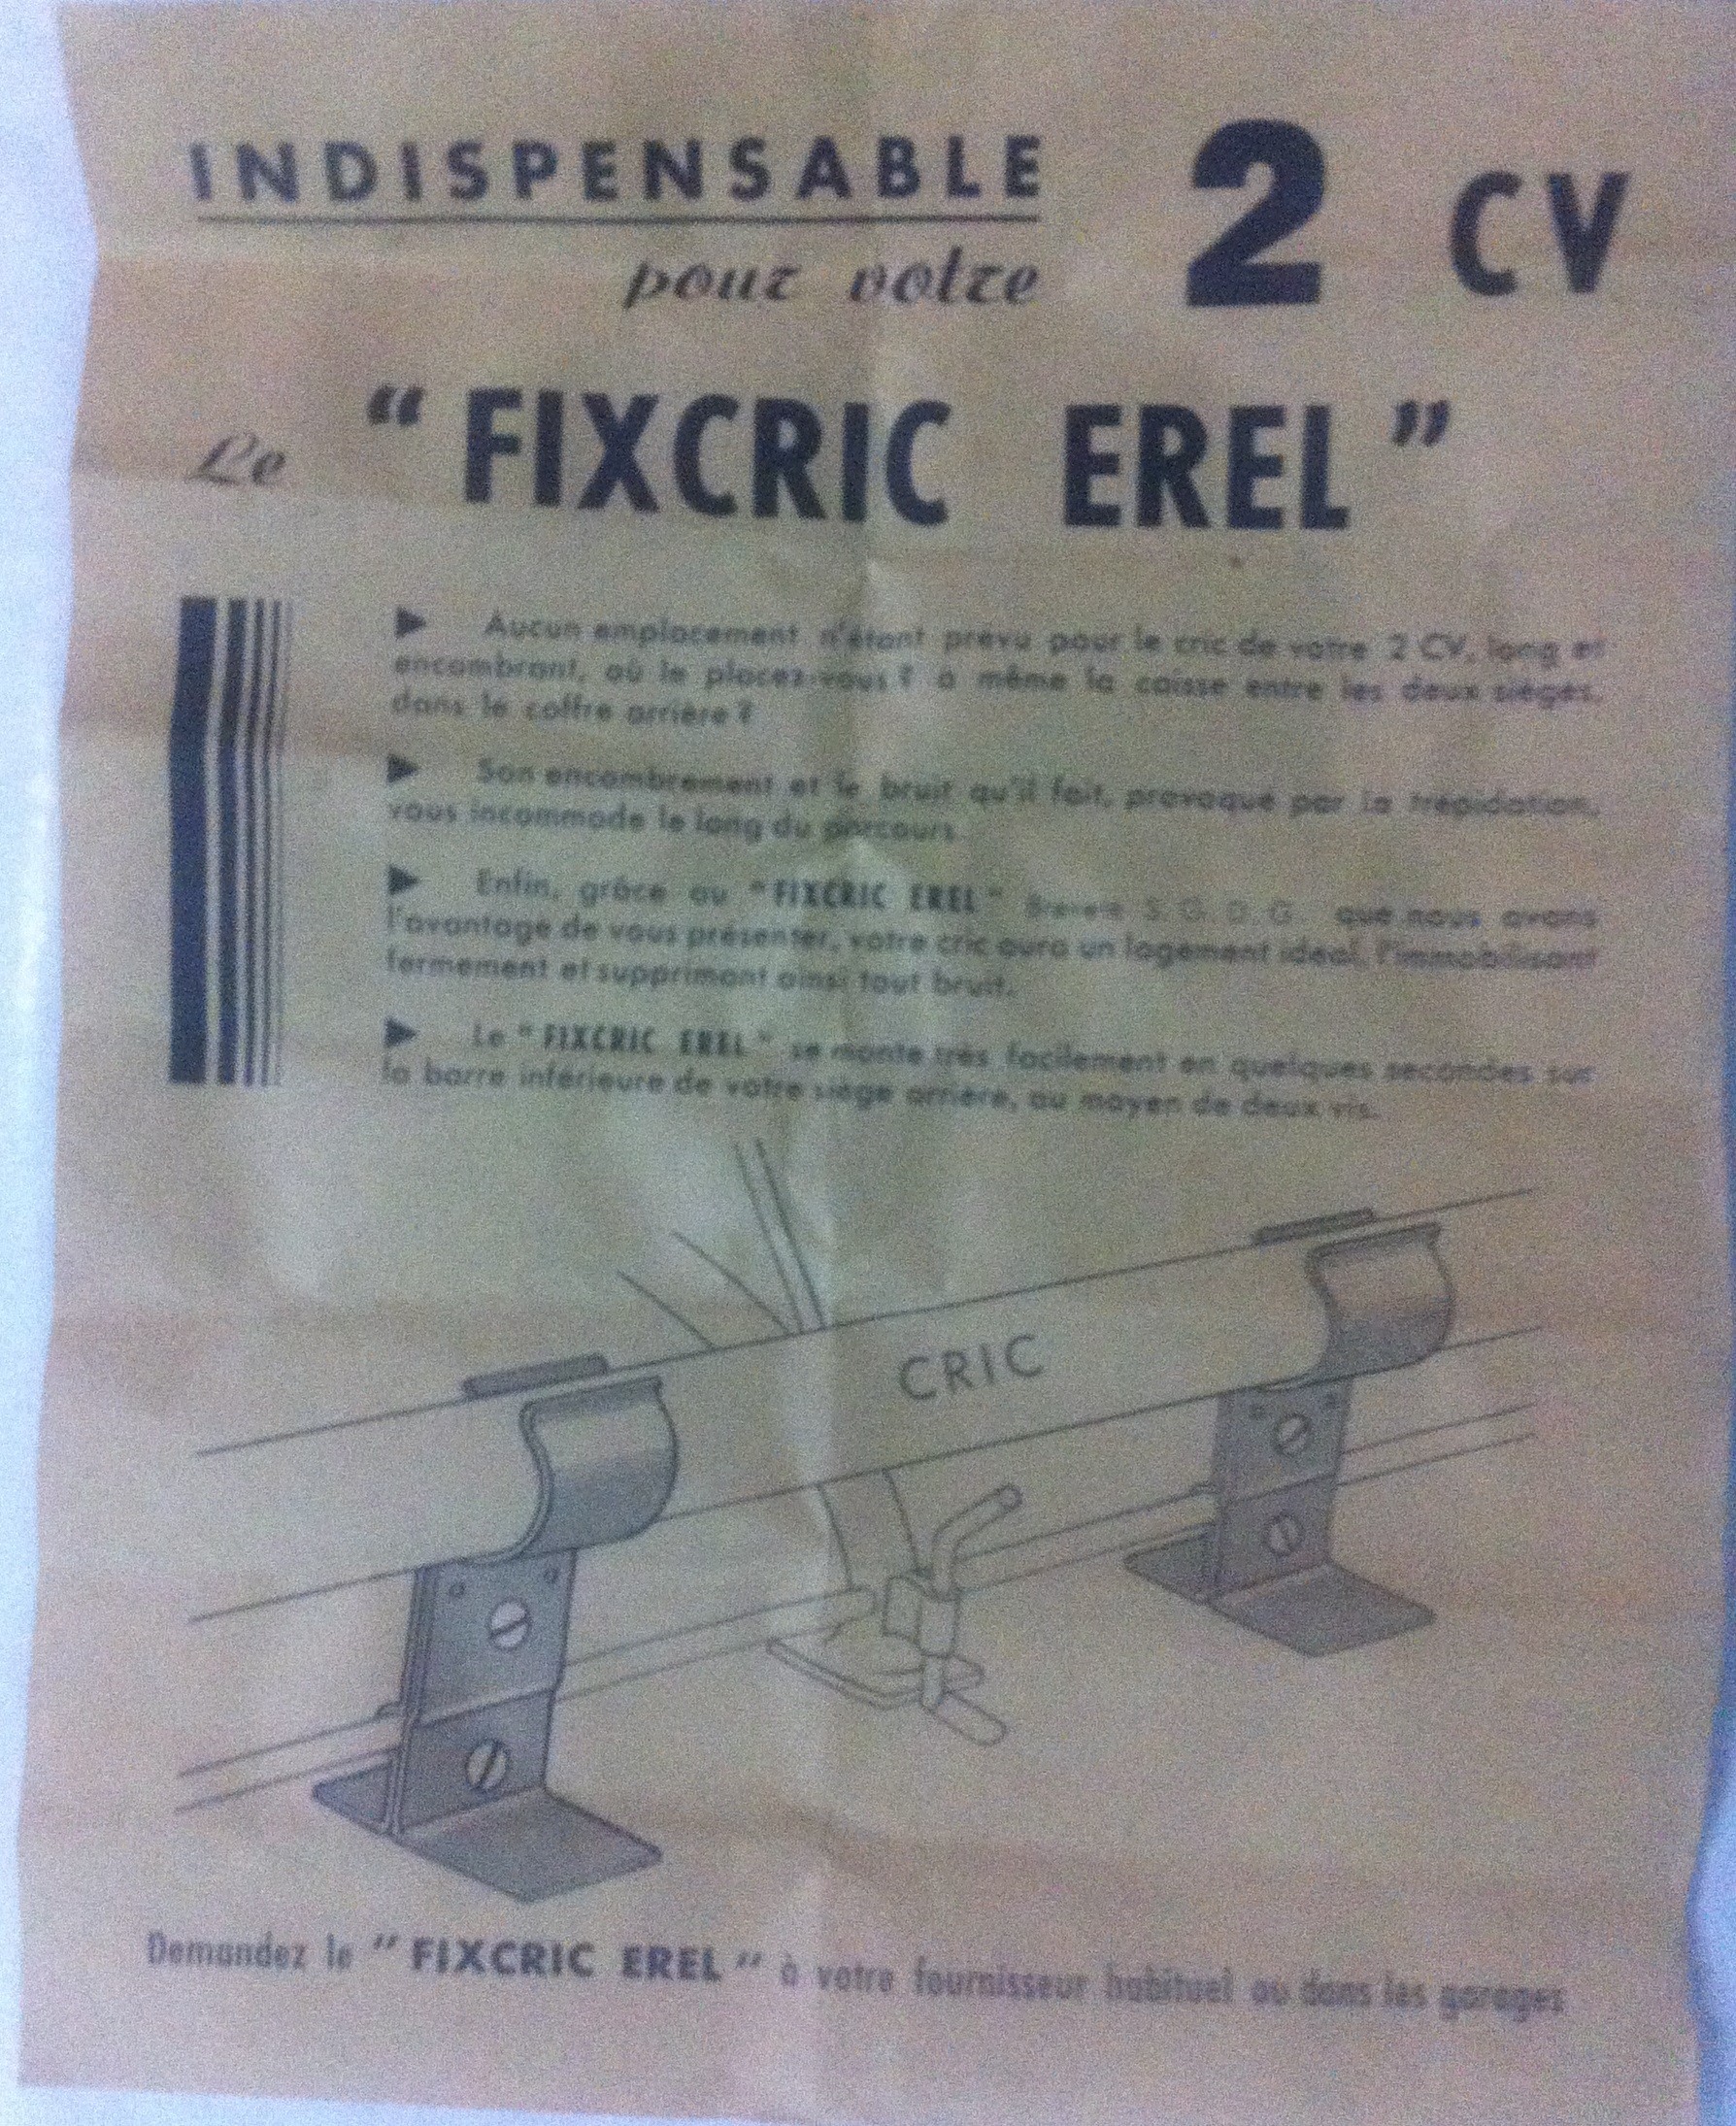 INDISPENSABLE
pour votre
2 CV
Le “ FIXCRIC EREL ”
Aucun emplacement n'étant prévu pour le cric de votre 2 CV, long et
encombrant, où le placez-vous ? à même la caisse entre les deux sièges,
dans le coffre arrière ?
Son encombrement et le bruit qu'il fait, provoqué par la trépidation,
vous incommode le long du parcours.
Enfin, grâce au “ FIXCRIC EREL ” Breveté S. G. D. G. que nous avons
l'avantage de vous présenter, votre cric aura un logement idéal, l'immobilisant
fermement et supprimant ainsi tout bruit.
Le “ FIXCRIC EREL ” se monte très facilement en quelques secondes sur
la barre inférieure de votre siège arrière, au moyen de deux vis.
CRIC
Demandez le “ FIXCRIC EREL ” à votre fournisseur habituel ou dans les garages